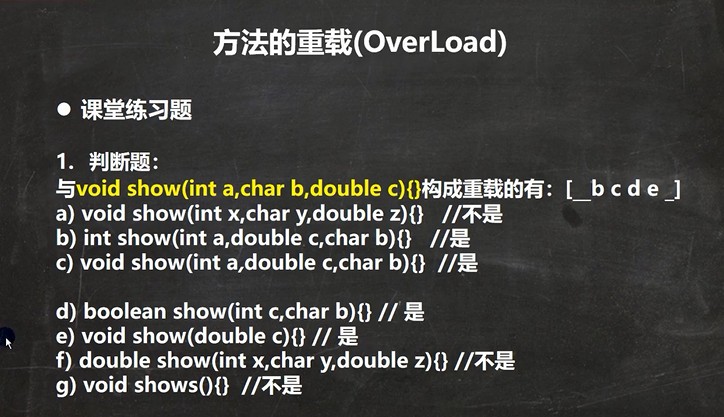 方法的重载(OverLoad)
● 课堂练习题
1. 判断题：
与void show(int a,char b,double c){}构成重载的有：[__b c d e _]
a) void show(int x,char y,double z){} //不是
b) int show(int a,double c,char b){} //是
c) void show(int a,double c,char b){} //是
d) boolean show(int c,char b){} // 是
e) void show(double c){} // 是
f) double show(int x,char y,double z){} //不是
g) void shows(){} //不是